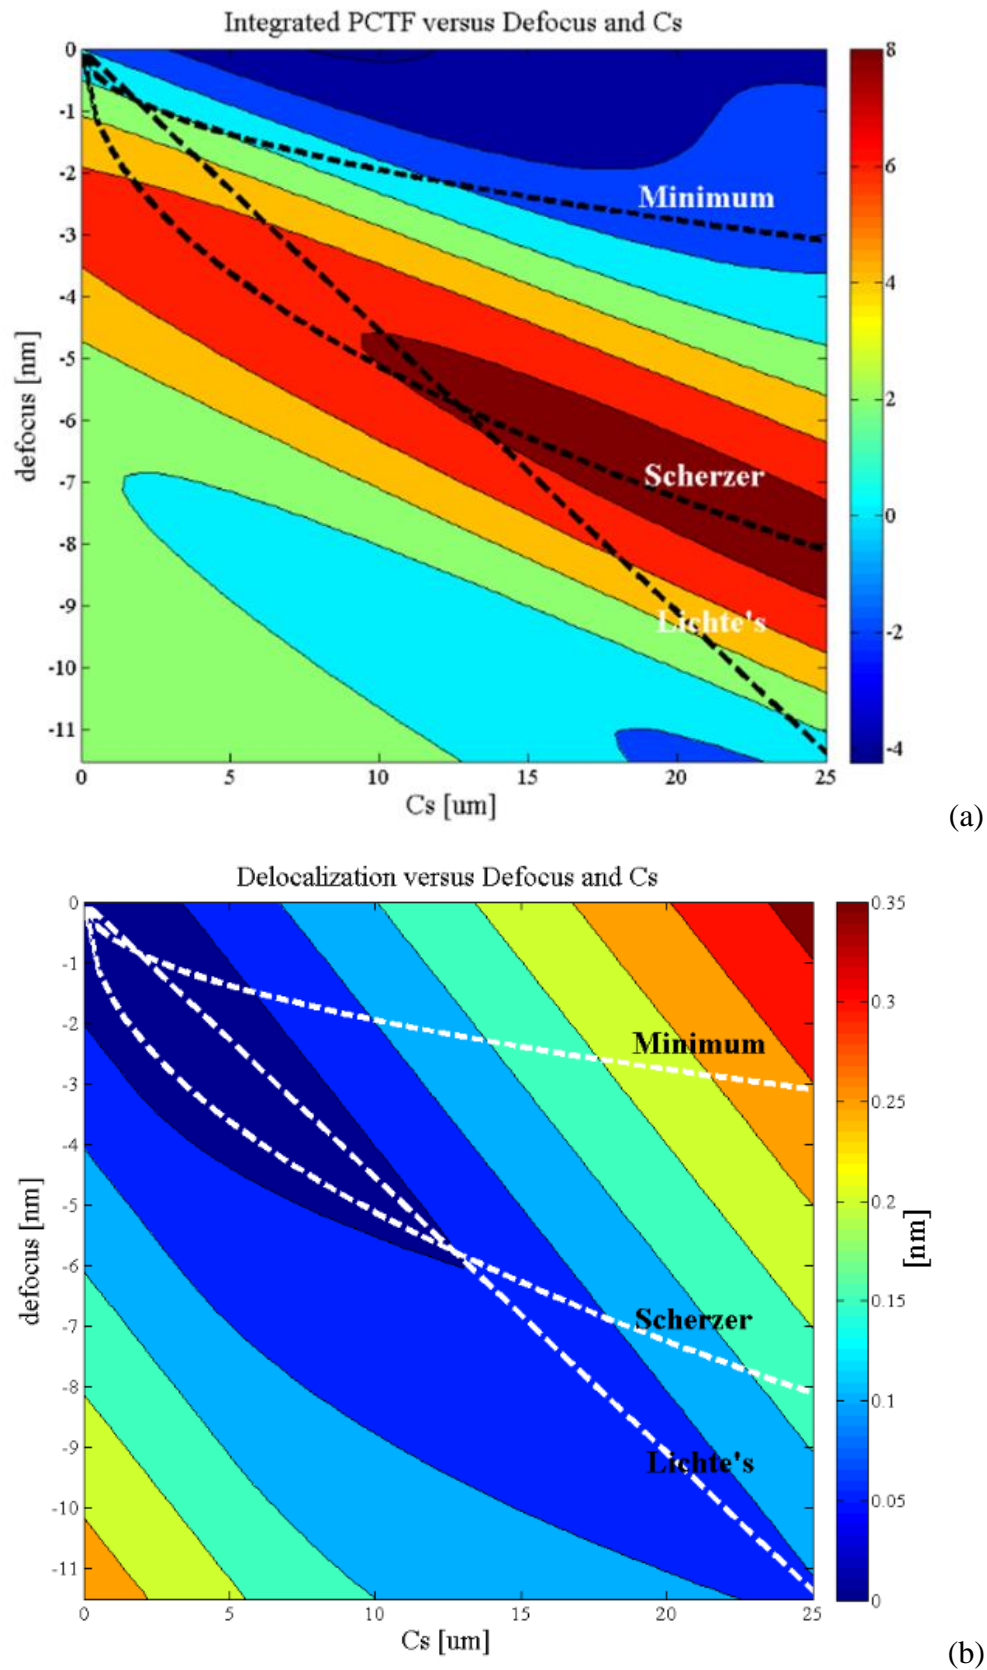 Integrated PCTF versus Defocus and Cs
0
-1
-2
-3
-4
-5
-6
-7
-8
-9
-10
-11
defocus [nm]
Minimum
Scherzer
Lichte's
8
6
4
2
0
-2
-4
0 5 10 15 20 25
Cs [um]
(a)
Delocalization versus Defocus and Cs
0
-1
-2
-3
-4
-5
-6
-7
-8
-9
-10
-11
defocus [nm]
Minimum
Scherzer
Lichte's
0.35
0.3
0.25
0.2
0.15
0.1
0.05
0
[nm]
0 5 10 15 20 25
Cs [um]
(b)